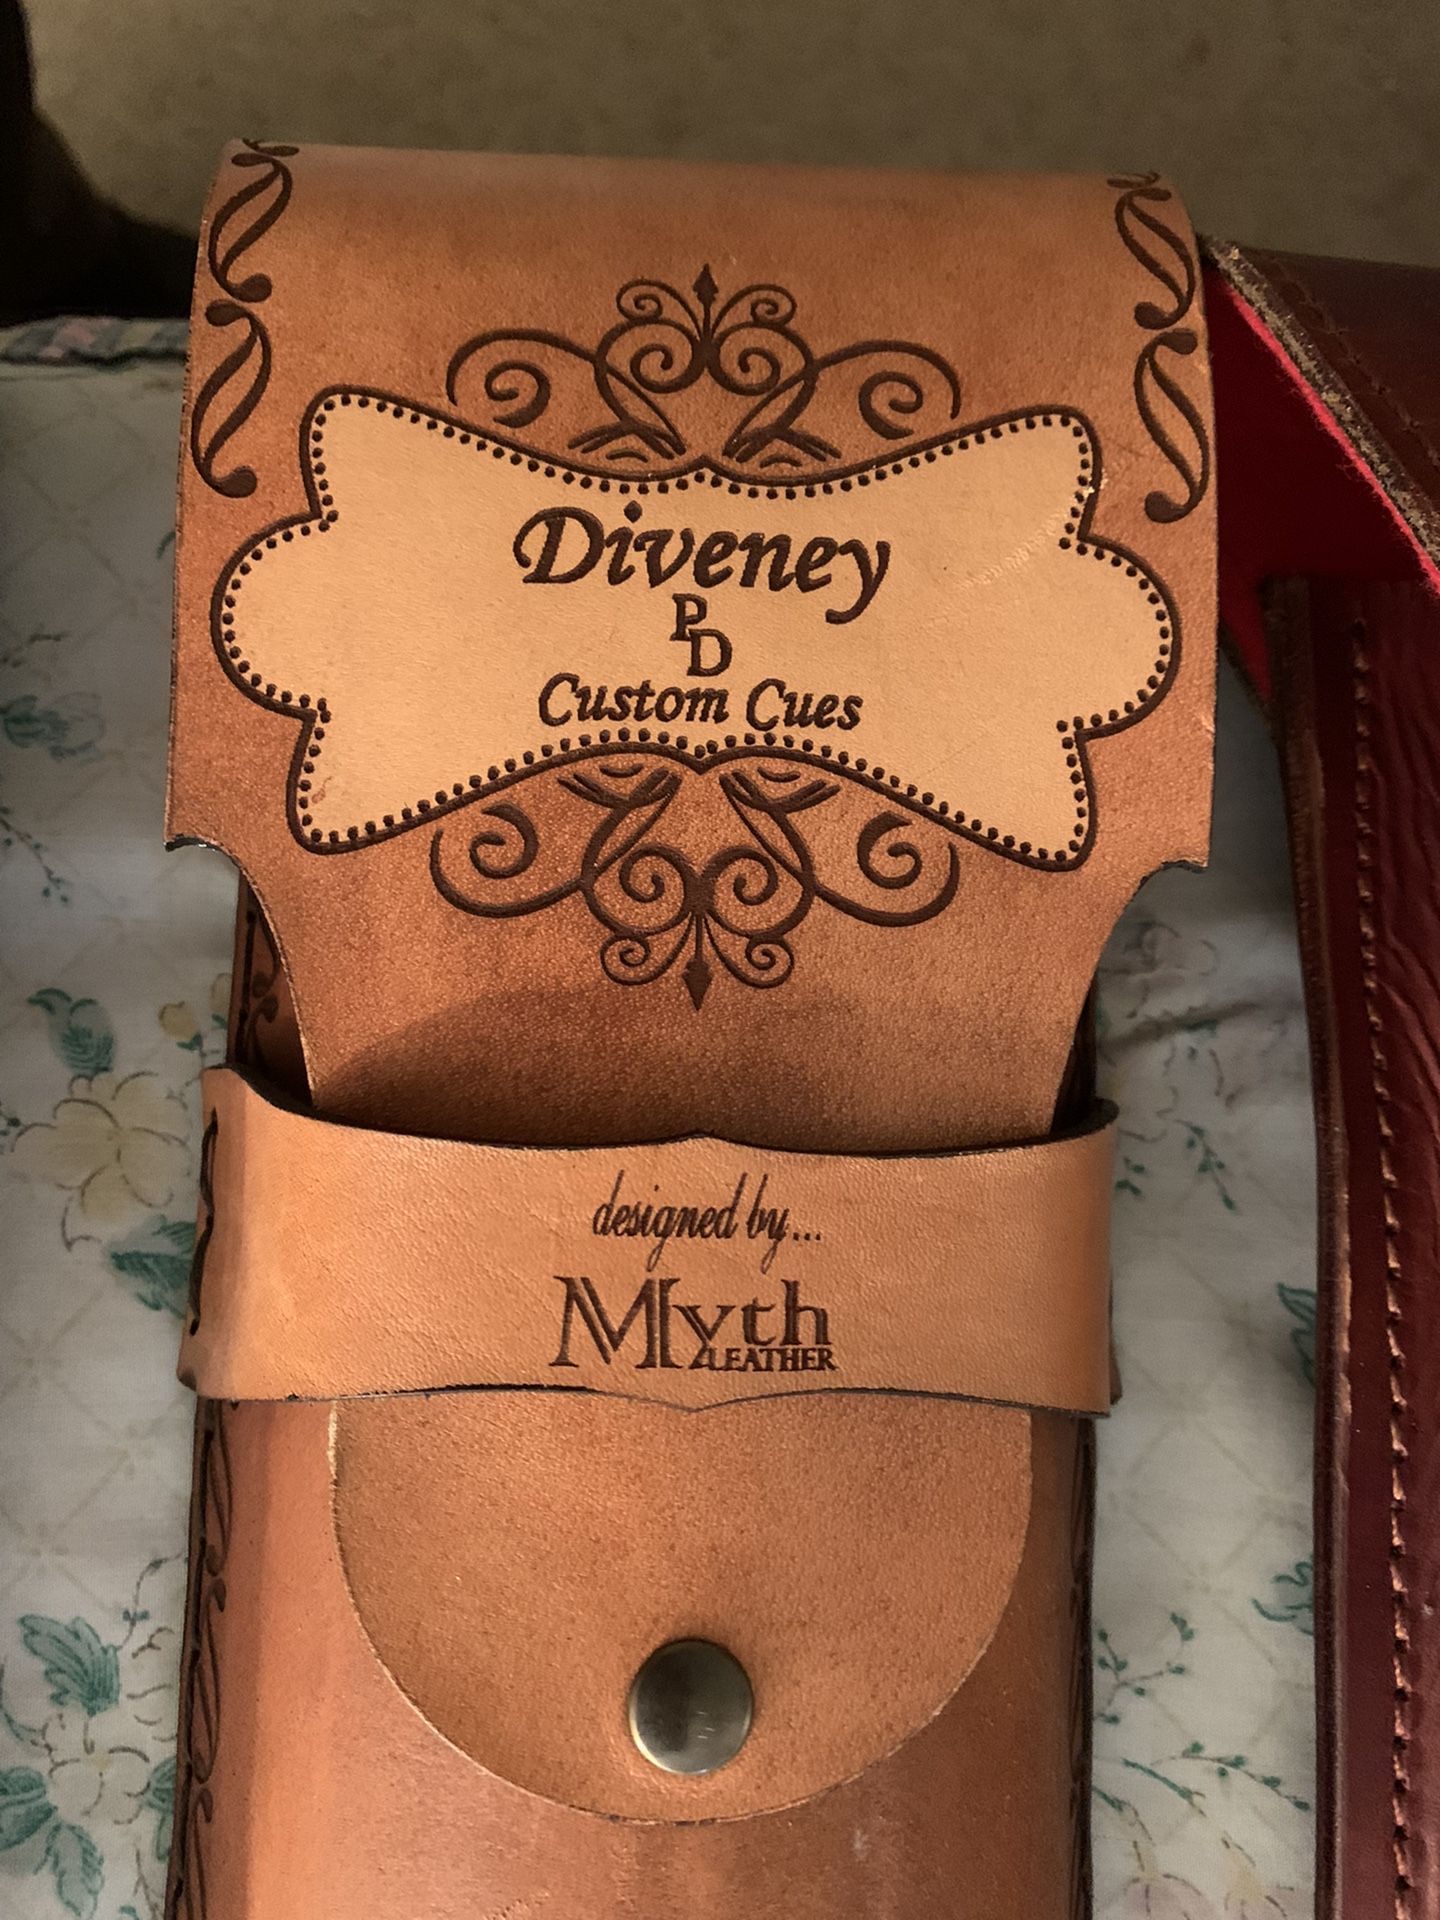 Diveney
PD
Custom Cues
designed by...
Myth
LEATHER